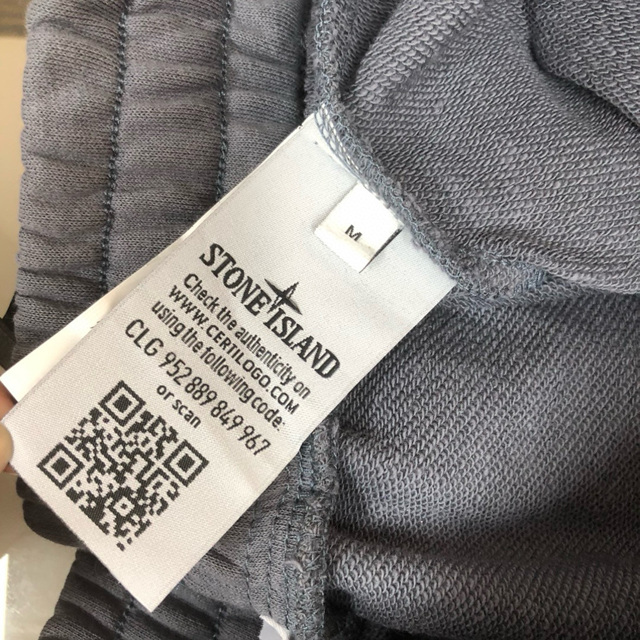 M
STONE ISLAND
Check the authenticity on
WWW.CERTILOGO.COM
using the following code:
CLG 952 889 849 967
or scan